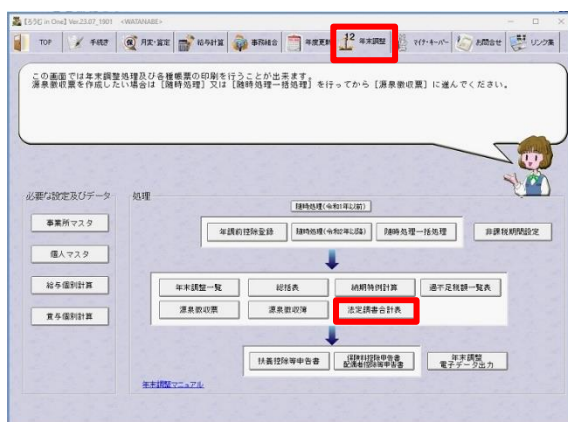 【ろうむ in One】 Ver.23.07_1901 <WATANABE>
TOP 手続き 月変・算定 給与計算 事務組合 年度更新 12 年末調整 マイナンバー お問合せ リンク集
この画面では年末調整処理及び各種帳票の印刷を行うことが出来ます。
源泉徴収票を作成したい場合は【随時処理】又は【随時処理一括処理】を行ってから【源泉徴収票】に進んでください。
必要な設定及びデータ
処理
事業所マスタ
個人マスタ
給与個別計算
賞与個別計算
随時処理(令和1年以前)
年調前控除登録 随時処理(令和2年以降) 随時処理一括処理 非課税期間設定
年末調整一覧 総括表 納期特例計算 過不足税額一覧表
源泉徴収票 源泉徴収簿 法定調書合計表
扶養控除等申告書 保険料控除申告書 年末調整
配偶者控除等申告書 電子データ出力
年末調整マニュアル